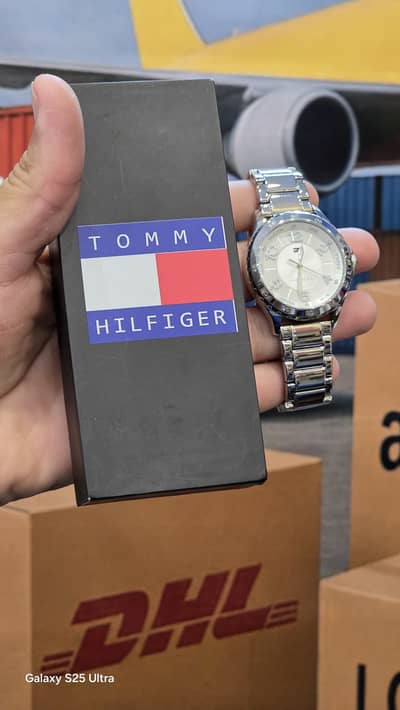 TOMMY
HILFIGER
a
DHL
Galaxy S25 Ultra